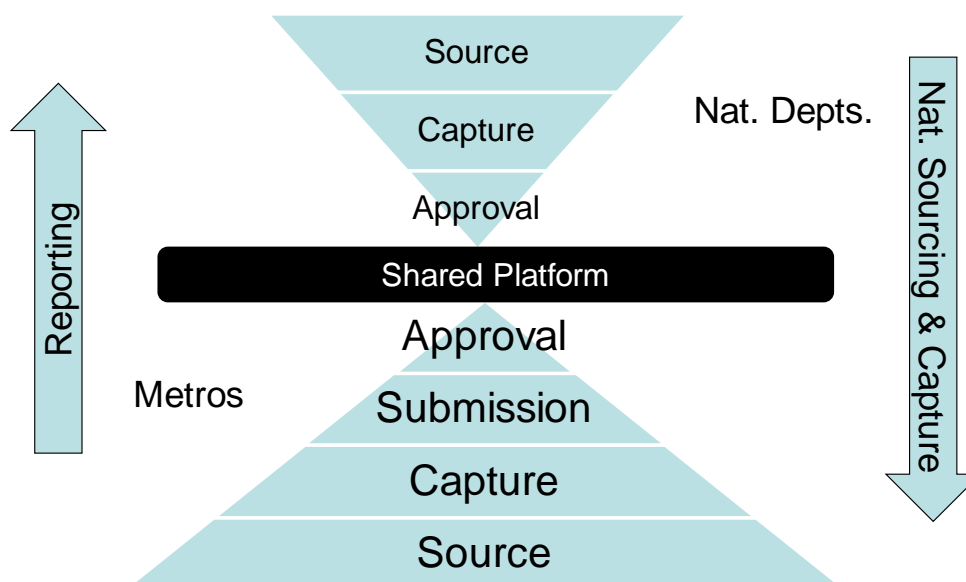 Source
Capture
Nat. Depts.
Approval
Shared Platform
Approval
Metros
Submission
Capture
Source
Reporting
Nat. Sourcing & Capture